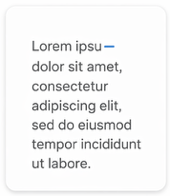 Lorem ipsu
dolor sit amet,
consectetur
adipiscing elit,
sed do eiusmod
tempor incididunt
ut labore.